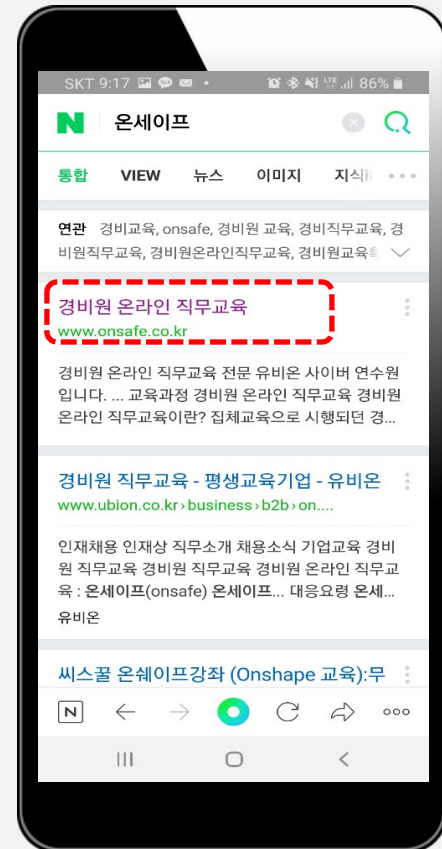 SKT 9:17 LTE 86%
N 온세이프
통합 VIEW 뉴스 이미지 지식
연관 경비교육, onsafe, 경비원 교육, 경비직무교육, 경
비원직무교육, 경비원온라인직무교육, 경비원교육
경비원 온라인 직무교육
www.onsafe.co.kr
경비원 온라인 직무교육 전문 유비온 사이버 연수원
입니다. ... 교육과정 경비원 온라인 직무교육 경비원
온라인 직무교육이란? 집체교육으로 시행되던 경...
경비원 직무교육 - 평생교육기업 - 유비온
www.ubion.co.kr › business › b2b › on....
인재채용 인재상 직무소개 채용소식 기업교육 경비
원 직무교육 경비원 직무교육 경비원 온라인 직무교
육 : 온세이프(onsafe) 온세이프... 대응요령 온세...
유비온
씨스꿀 온쉐이프강좌 (Onshape 교육):무
N